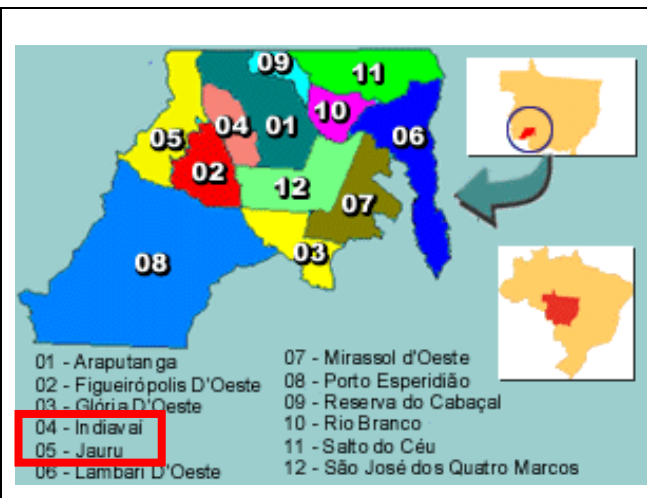 09
11
10
04
01
05
06
02
12
07
03
08
01 - Araputanga
02 - Figueirópolis D'Oeste
03 - Glória D'Oeste
04 - Indiavaí
05 - Jauru
06 - Lambari D'Oeste
07 - Mirassol d'Oeste
08 - Porto Esperidião
09 - Reserva do Cabaçal
10 - Rio Branco
11 - Salto do Céu
12 - São José dos Quatro Marcos